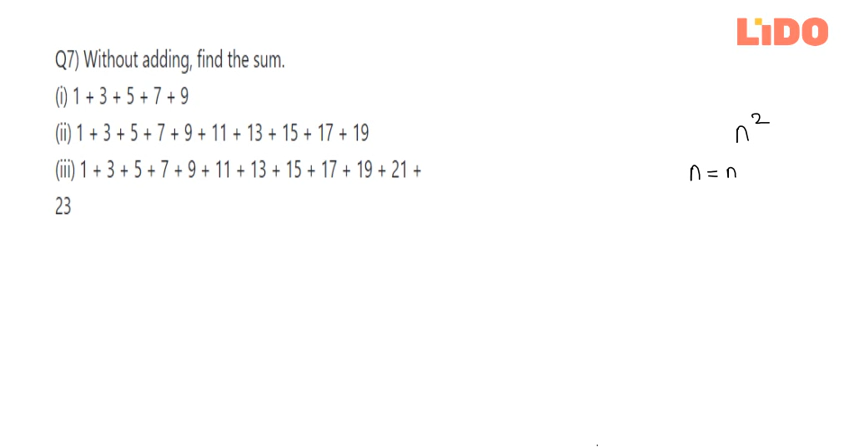 LiDO
Q7) Without adding, find the sum.
(i) 1 + 3 + 5 + 7 + 9
(ii) 1 + 3 + 5 + 7 + 9 + 11 + 13 + 15 + 17 + 19
(iii) 1 + 3 + 5 + 7 + 9 + 11 + 13 + 15 + 17 + 19 + 21 +
23
n²
n = n